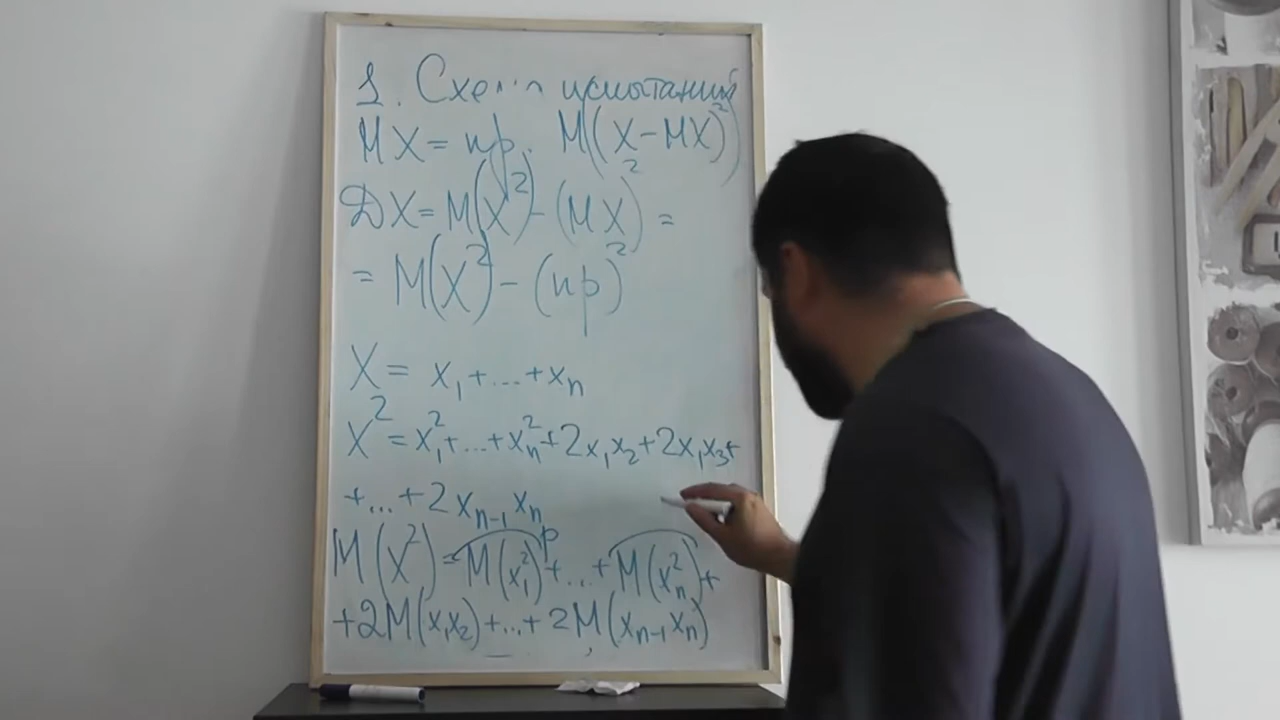 1. Схема испытаний
MX = np. M(X - MX)²)
DX = M(X²) - (MX)² =
= M(X²) - (np)²
X = x₁ + ... + xₙ
X² = x₁² + ... + xₙ² + 2x₁x₂ + 2x₁x₃ +
+ ... + 2xₙ₋₁xₙ
M(X²) = M(x₁²) p + ... + M(xₙ²) +
+ 2M(x₁x₂) + ... + 2M(xₙ₋₁xₙ)